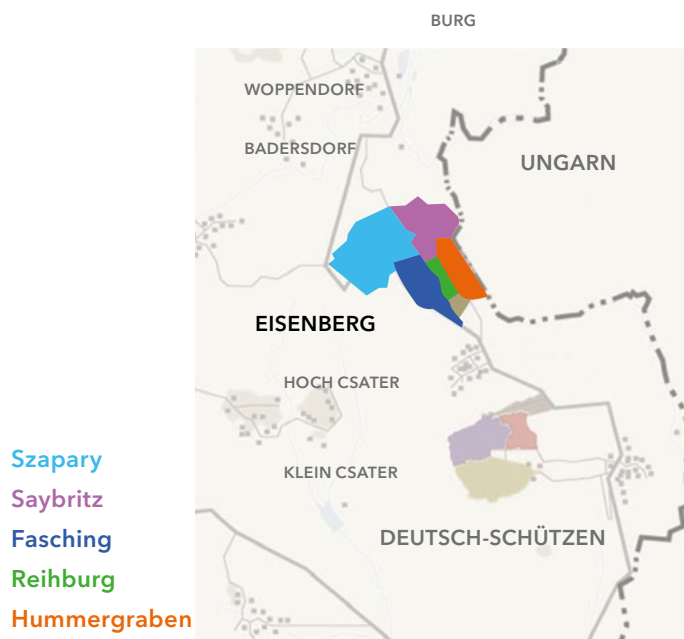 BURG
WOPPENDORF
BADERSDORF
UNGARN
EISENBERG
HOCH CSATER
KLEIN CSATER
DEUTSCH-SCHÜTZEN
Szapary
Saybritz
Fasching
Reihburg
Hummergraben